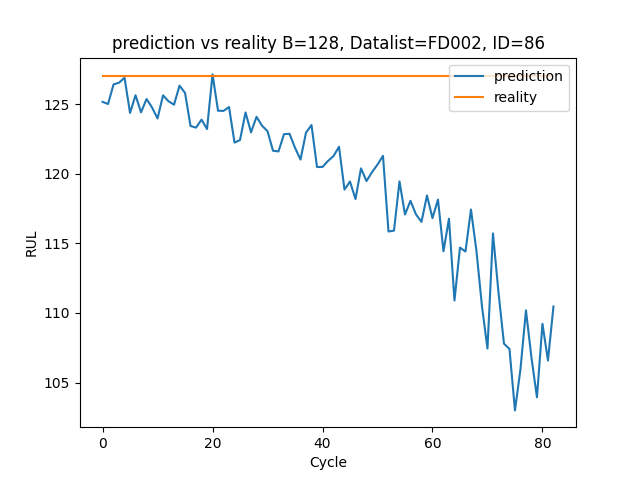 prediction vs reality B=128, Datalist=FD002, ID=86
prediction
reality
125
120
115
110
105
RUL
0 20 40 60 80
Cycle